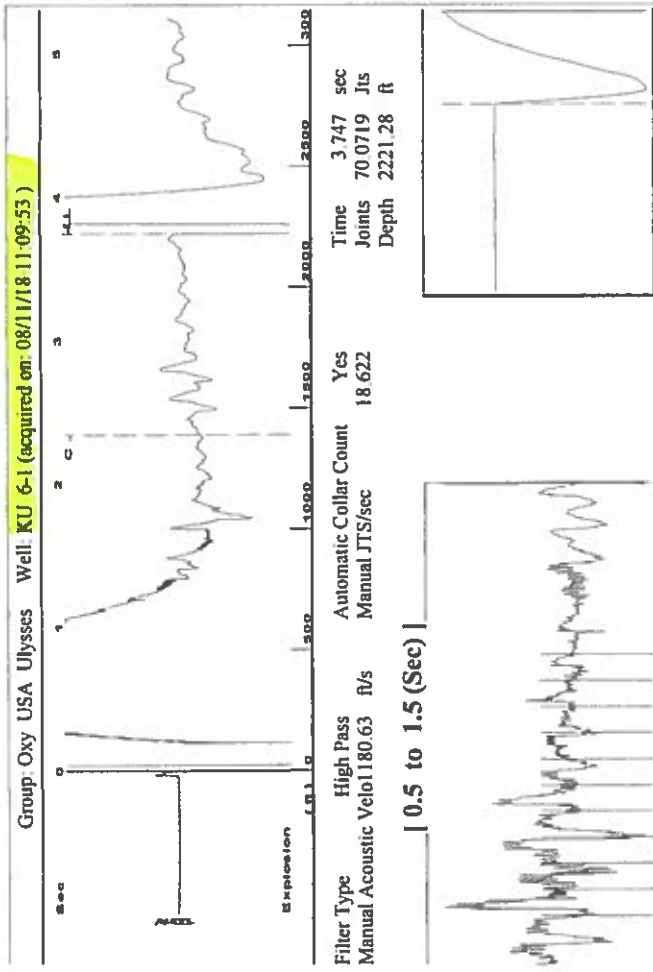 Group: Oxy USA Ulysses Well: KU 6-1 (acquired on: 08/11/18 11:09:53 )
Sec 0 1 2 C 3 4 5
Explosion
0 500 1000 1500 2000 2500 300
Filter Type High Pass Automatic Collar Count Yes Time 3.747 sec
Manual Acoustic Velo1180.63 ft/s Manual JTS/sec 18.622 Joints 70.0719 Jts
Depth 2221.28 ft
[ 0.5 to 1.5 (Sec) ]